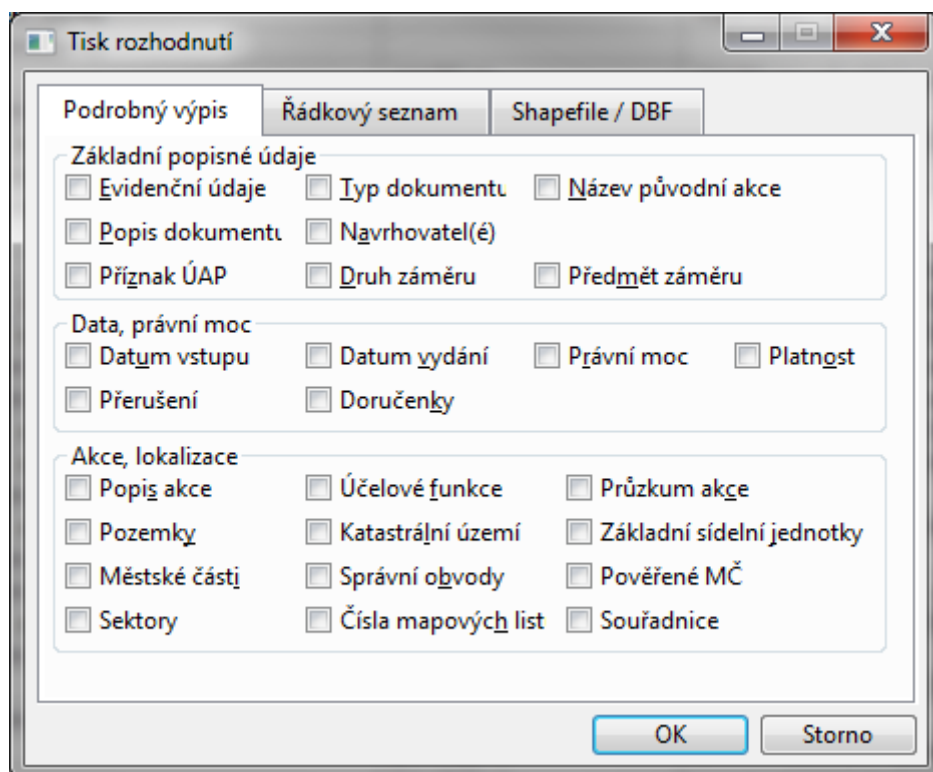 Tisk rozhodnutí
Podrobný výpis Řádkový seznam Shapefile / DBF
Základní popisné údaje
Evidenční údaje Typ dokumentu Název původní akce
Popis dokumentu Navrhovatel(é)
Příznak ÚAP Druh záměru Předmět záměru
Data, právní moc
Datum vstupu Datum vydání Právní moc Platnost
Přerušení Doručenky
Akce, lokalizace
Popis akce Účelové funkce Průzkum akce
Pozemky Katastrální území Základní sídelní jednotky
Městské části Správní obvody Pověřené MČ
Sektory Čísla mapových list Souřadnice
OK Storno